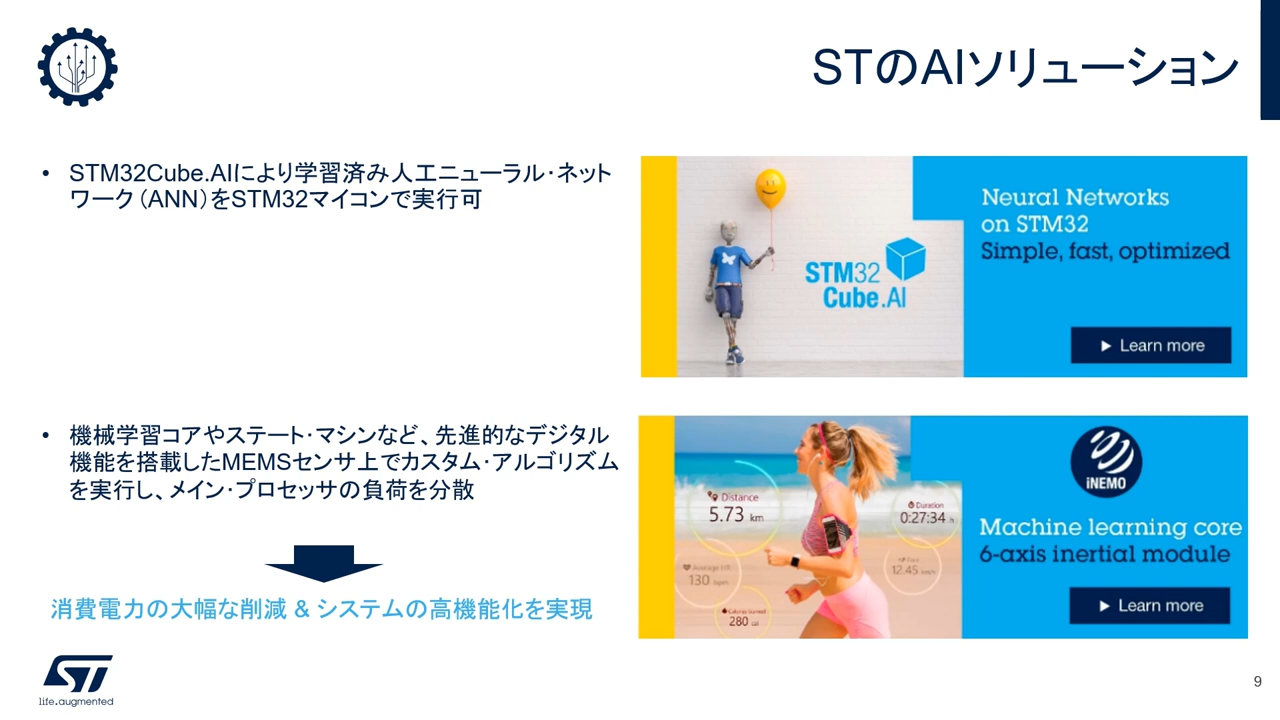 STのAIソリューション
• STM32Cube.AIにより学習済み人工ニューラル・ネット
ワーク（ANN）をSTM32マイコンで実行可
STM32
Cube.AI
Neural Networks
on STM32
Simple, fast, optimized
▶ Learn more
• 機械学習コアやステート・マシンなど、先進的なデジタル
機能を搭載したMEMSセンサ上でカスタム・アルゴリズム
を実行し、メイン・プロセッサの負荷を分散
消費電力の大幅な削減 & システムの高機能化を実現
Distance
5.73 km
Duration
0:27:34 h
Average HR
130 bpm
Pace
12.45 km/h
Calories burned
280
iNEMO
Machine learning core
6-axis inertial module
▶ Learn more
ST
life.augmented
9